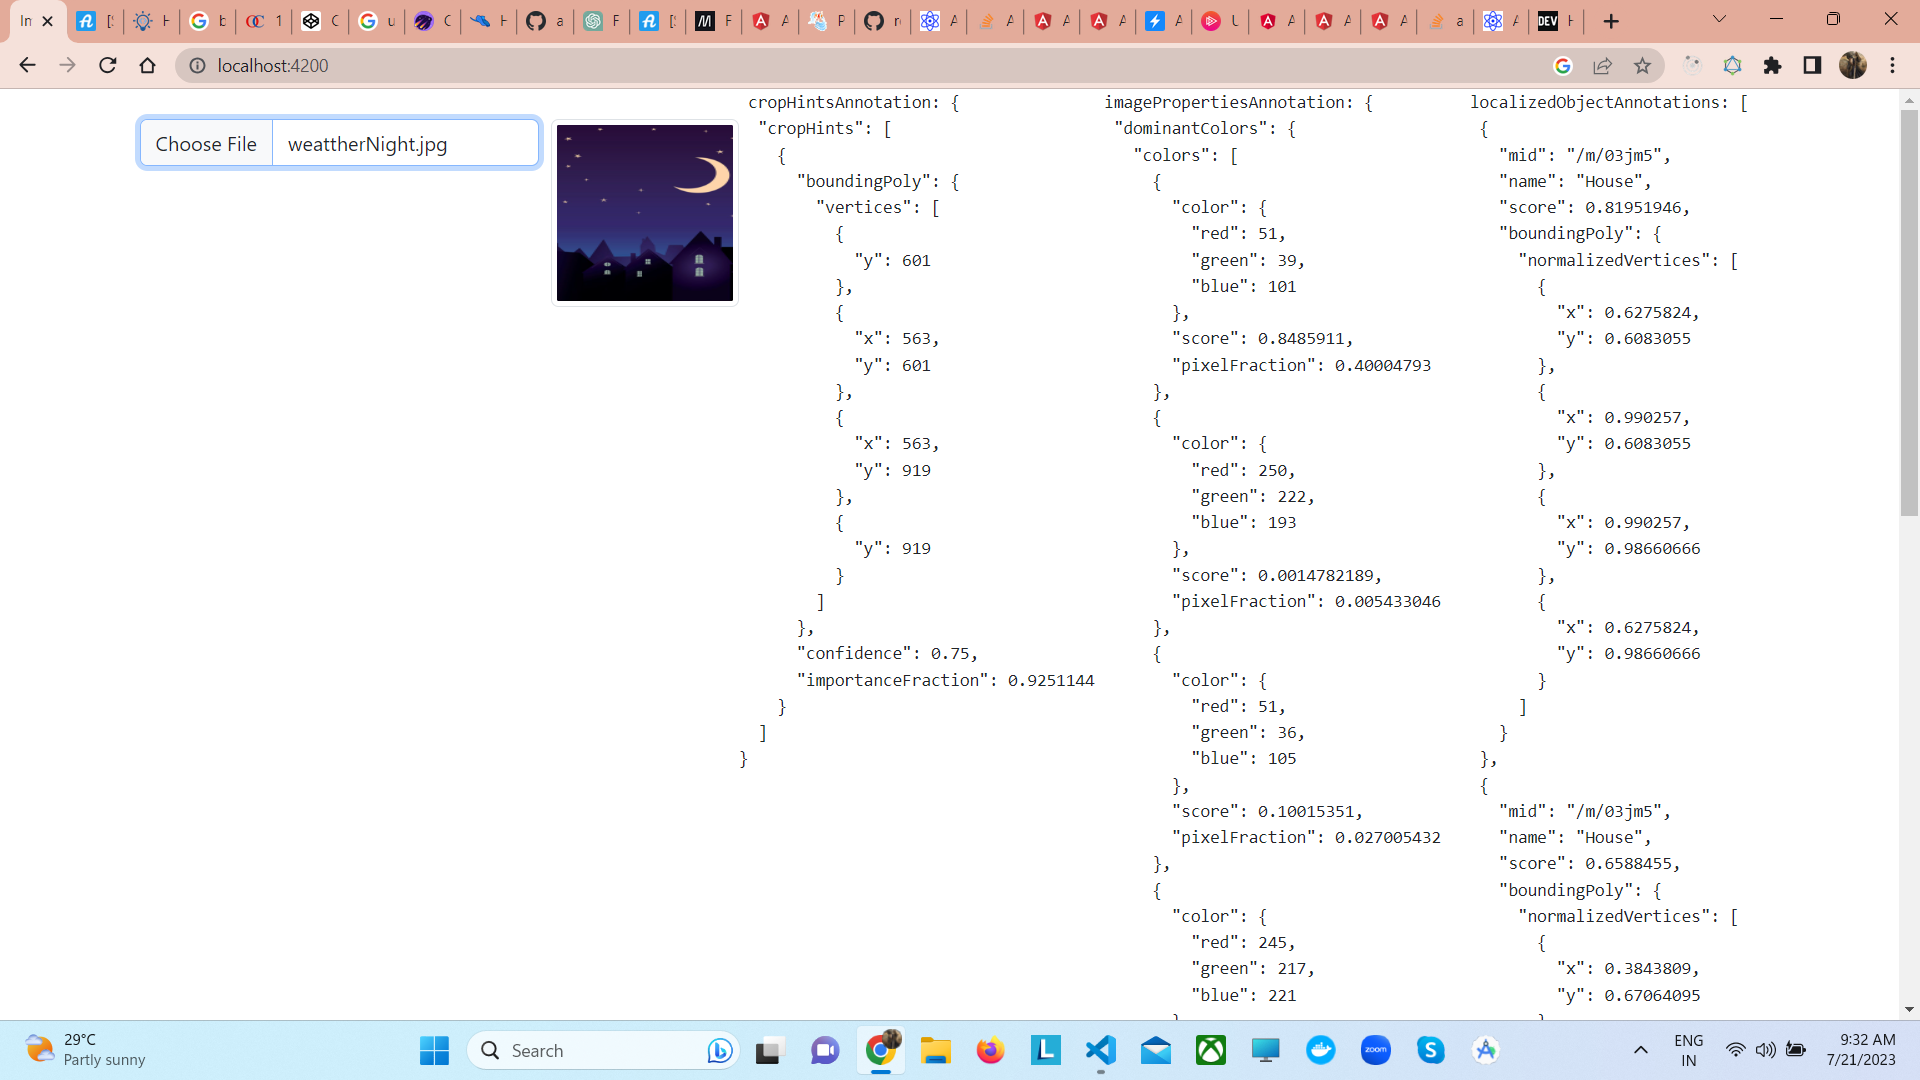 localhost:4200
Choose File weattherNight.jpg
cropHintsAnnotation: {
"cropHints": [
{
"boundingPoly": {
"vertices": [
{
"y": 601
},
{
"x": 563,
"y": 601
},
{
"x": 563,
"y": 919
},
{
"y": 919
}
]
},
"confidence": 0.75,
"importanceFraction": 0.9251144
}
]
}
imagePropertiesAnnotation: {
"dominantColors": {
"colors": [
{
"color": {
"red": 51,
"green": 39,
"blue": 101
},
"score": 0.8485911,
"pixelFraction": 0.40004793
},
{
"color": {
"red": 250,
"green": 222,
"blue": 193
},
"score": 0.0014782189,
"pixelFraction": 0.005433046
},
{
"color": {
"red": 51,
"green": 36,
"blue": 105
},
"score": 0.10015351,
"pixelFraction": 0.027005432
},
{
"color": {
"red": 245,
"green": 217,
"blue": 221
localizedObjectAnnotations: [
{
"mid": "/m/03jm5",
"name": "House",
"score": 0.81951946,
"boundingPoly": {
"normalizedVertices": [
{
"x": 0.6275824,
"y": 0.6083055
},
{
"x": 0.990257,
"y": 0.6083055
},
{
"x": 0.990257,
"y": 0.98660666
},
{
"x": 0.6275824,
"y": 0.98660666
}
]
}
},
{
"mid": "/m/03jm5",
"name": "House",
"score": 0.6588455,
"boundingPoly": {
"normalizedVertices": [
{
"x": 0.3843809,
"y": 0.67064095
29°C
Partly sunny
Search
zoom
ENG
IN
9:32 AM
7/21/2023